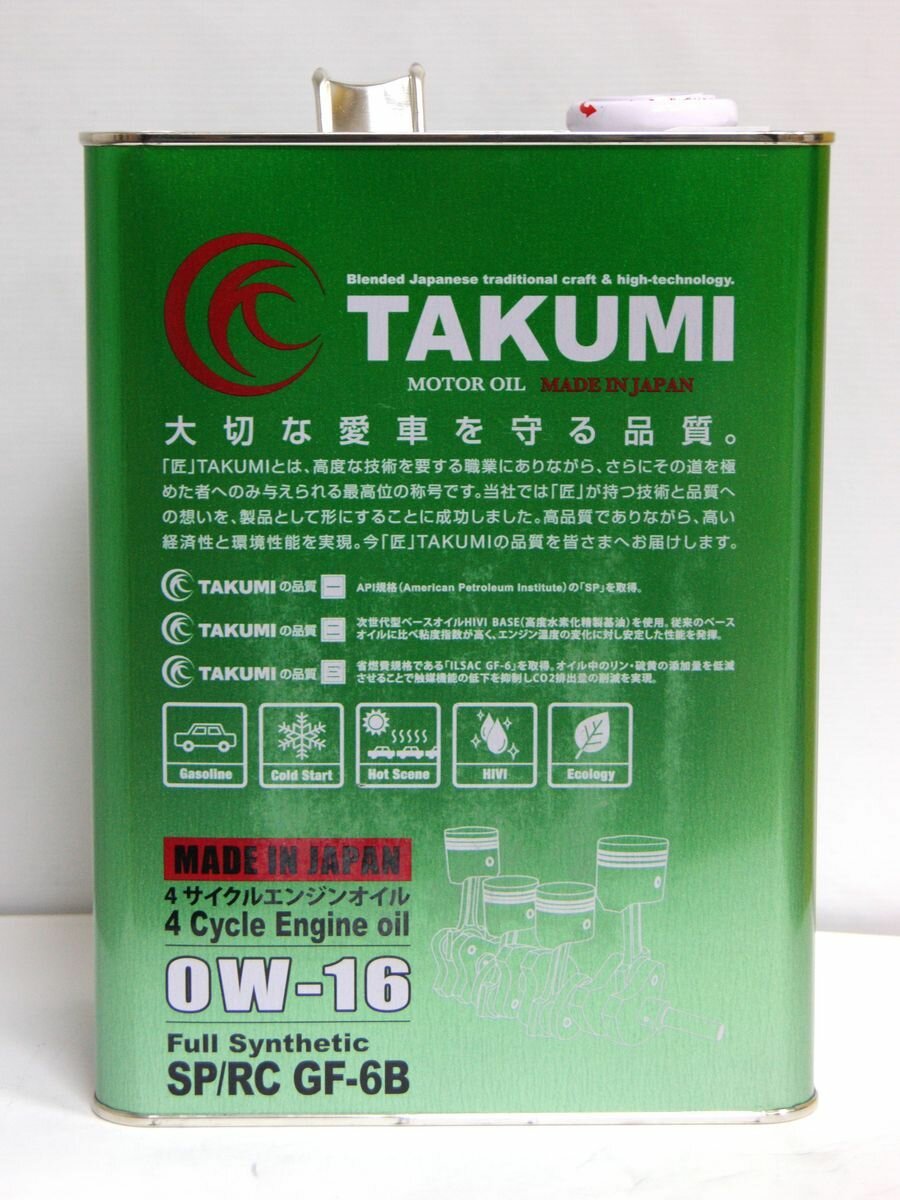 Blended Japanese traditional craft & high-technology.
TAKUMI
MOTOR OIL MADE IN JAPAN
大切な愛車を守る品質。
「匠」TAKUMIとは、高度な技術を要する職業にありながら、さらにその道を極
めた者へのみ与えられる最高位の称号です。当社では「匠」が持つ技術と品質へ
の想いを、製品として形にすることに成功しました。高品質でありながら、高い
経済性と環境性能を実現。今「匠」TAKUMIの品質を皆さまへお届けします。
TAKUMIの品質 一 API規格(American Petroleum Institute)の「SP」を取得。
TAKUMIの品質 二 次世代型ベースオイルHIVI BASE(高度水素化精製基油)を使用。従来のベース
オイルに比べ粘度指数が高く、エンジン温度の変化に対し安定した性能を発揮。
TAKUMIの品質 三 省燃費規格である「ILSAC GF-6」を取得。オイル中のリン・硫黄の添加量を低減
させることで触媒機能の低下を抑制しCO2排出量の削減を実現。
Gasoline Cold Start Hot Scene HIVI Ecology
MADE IN JAPAN
4サイクルエンジンオイル
4 Cycle Engine oil
0W-16
Full Synthetic
SP/RC GF-6B